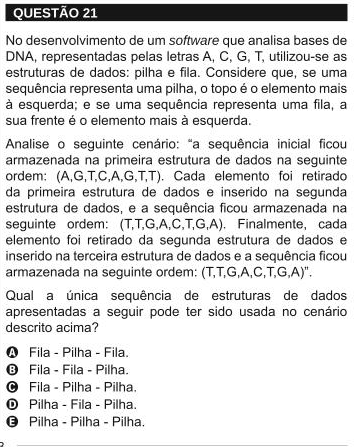 QUESTÃO 21
No desenvolvimento de um software que analisa bases de
DNA, representadas pelas letras A, C, G, T, utilizou-se as
estruturas de dados: pilha e fila. Considere que, se uma
sequência representa uma pilha, o topo é o elemento mais
à esquerda; e se uma sequência representa uma fila, a
sua frente é o elemento mais à esquerda.
Analise o seguinte cenário: “a sequência inicial ficou
armazenada na primeira estrutura de dados na seguinte
ordem: (A,G,T,C,A,G,T,T). Cada elemento foi retirado
da primeira estrutura de dados e inserido na segunda
estrutura de dados, e a sequência ficou armazenada na
seguinte ordem: (T,T,G,A,C,T,G,A). Finalmente, cada
elemento foi retirado da segunda estrutura de dados e
inserido na terceira estrutura de dados e a sequência ficou
armazenada na seguinte ordem: (T,T,G,A,C,T,G,A)”.
Qual a única sequência de estruturas de dados
apresentadas a seguir pode ter sido usada no cenário
descrito acima?
A Fila - Pilha - Fila.
B Fila - Fila - Pilha.
C Fila - Pilha - Pilha.
D Pilha - Fila - Pilha.
E Pilha - Pilha - Pilha.